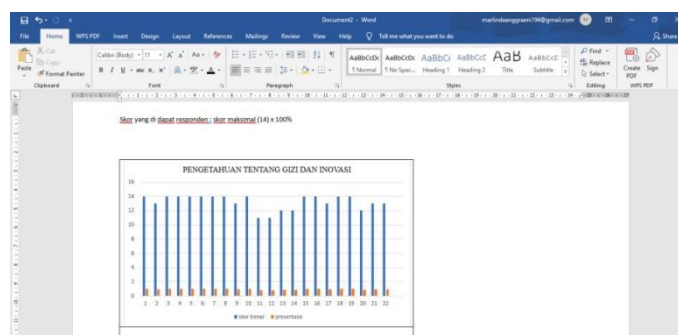 Document2 - Word
marlindaanggraeni194@gmail.com
File Home WPS PDF Insert Design Layout References Mailings Review View Help Tell me what you want to do Share
Cut
Copy
Paste
Format Painter
Clipboard
Calibri (Body) 11
Font
Paragraph
AaBbCcDc AaBbCcDc AaBbCc AaBbCcC AaB AaBbCcC
¶ Normal ¶ No Spac... Heading 1 Heading 2 Title Subtitle
Styles
Find
Replace
Select
Editing
Create PDF
Sign
WPS PDF
Skor yang di dapat responden : skor maksimal (14) x 100%
PENGETAHUAN TENTANG GIZI DAN INOVASI
16
14
12
10
8
6
4
2
0
1 2 3 4 5 6 7 8 9 10 11 12 13 14 15 16 17 18 19 20 21 22
skor benar presentase